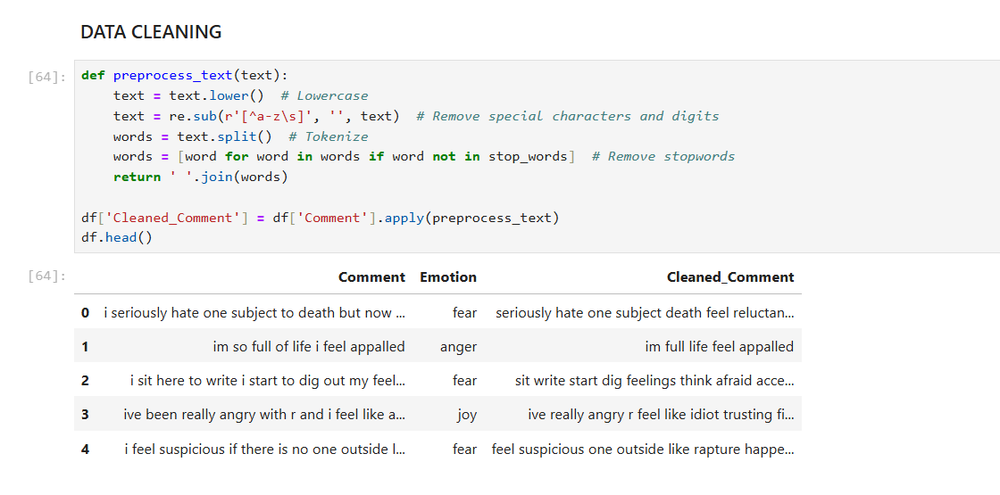 DATA CLEANING
[64]:
def preprocess_text(text):
    text = text.lower()  # Lowercase
    text = re.sub(r'[^a-z\s]', '', text)  # Remove special characters and digits
    words = text.split()  # Tokenize
    words = [word for word in words if word not in stop_words]  # Remove stopwords
    return ' '.join(words)
df['Cleaned_Comment'] = df['Comment'].apply(preprocess_text)
df.head()
[64]:
Comment Emotion Cleaned_Comment
0 i seriously hate one subject to death but now ... fear seriously hate one subject death feel reluctan...
1 im so full of life i feel appalled anger im full life feel appalled
2 i sit here to write i start to dig out my feel... fear sit write start dig feelings think afraid acce...
3 ive been really angry with r and i feel like a... joy ive really angry r feel like idiot trusting fi...
4 i feel suspicious if there is no one outside l... fear feel suspicious one outside like rapture happe...